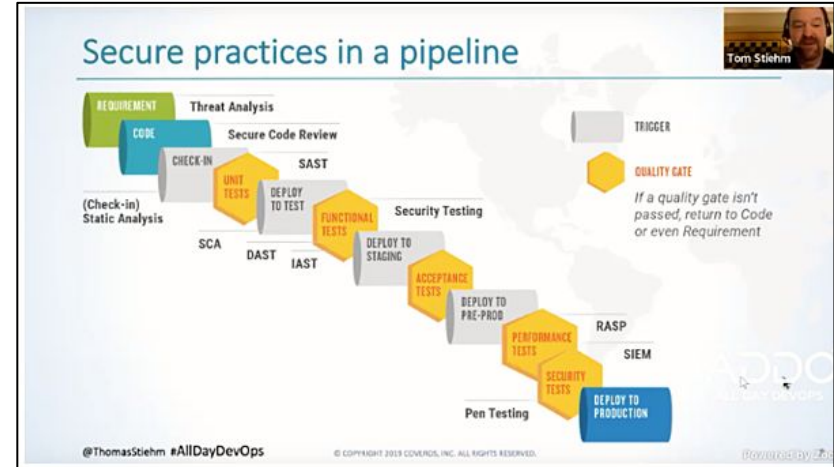 Secure practices in a pipeline
Tom Stiehm
REQUIREMENT
Threat Analysis
CODE
Secure Code Review
CHECK-IN
SAST
UNIT
TESTS
(Check-in)
Static Analysis
DEPLOY
TO TEST
SCA
DAST
IAST
FUNCTIONAL
TESTS
Security Testing
DEPLOY TO
STAGING
ACCEPTANCE
TESTS
DEPLOY TO
PRE-PROD
PERFORMANCE
TESTS
RASP
SIEM
SECURITY
TESTS
Pen Testing
DEPLOY TO
PRODUCTION
TRIGGER
QUALITY GATE
If a quality gate isn't
passed, return to Code
or even Requirement
ADDO
ALL DAY DEVOPS
@ThomasStiehm #AllDayDevOps
© COPYRIGHT 2019 COVEROS, INC. ALL RIGHTS RESERVED.
Powered by Zoo